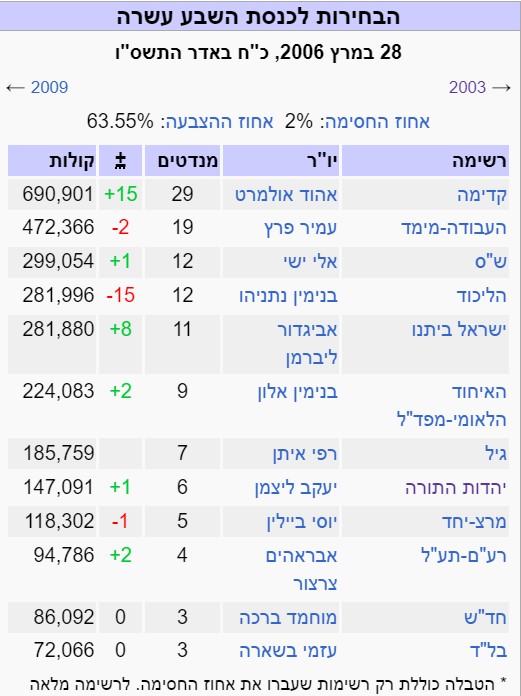 הבחירות לכנסת השבע עשרה
28 במרץ 2006, כ"ח באדר התשס"ו
→ 2003 2009 ←
אחוז החסימה: 2% אחוז ההצבעה: 63.55%
רשימה יו"ר מנדטים ± קולות
קדימה אהוד אולמרט 29 +15 690,901
העבודה-מימד עמיר פרץ 19 -2 472,366
ש"ס אלי ישי 12 +1 299,054
הליכוד בנימין נתניהו 12 -15 281,996
ישראל ביתנו אביגדור 11 +8 281,880
ליברמן
האיחוד בנימין אלון 9 +2 224,083
הלאומי-מפד"ל
גיל רפי איתן 7 185,759
יהדות התורה יעקב ליצמן 6 +1 147,091
מרצ-יחד יוסי ביילין 5 -1 118,302
רע"ם-תע"ל אבראהים 4 +2 94,786
צרצור
חד"ש מוחמד ברכה 3 0 86,092
בל"ד עזמי בשארה 3 0 72,066
* הטבלה כוללת רק רשימות שעברו את אחוז החסימה. לרשימה מלאה